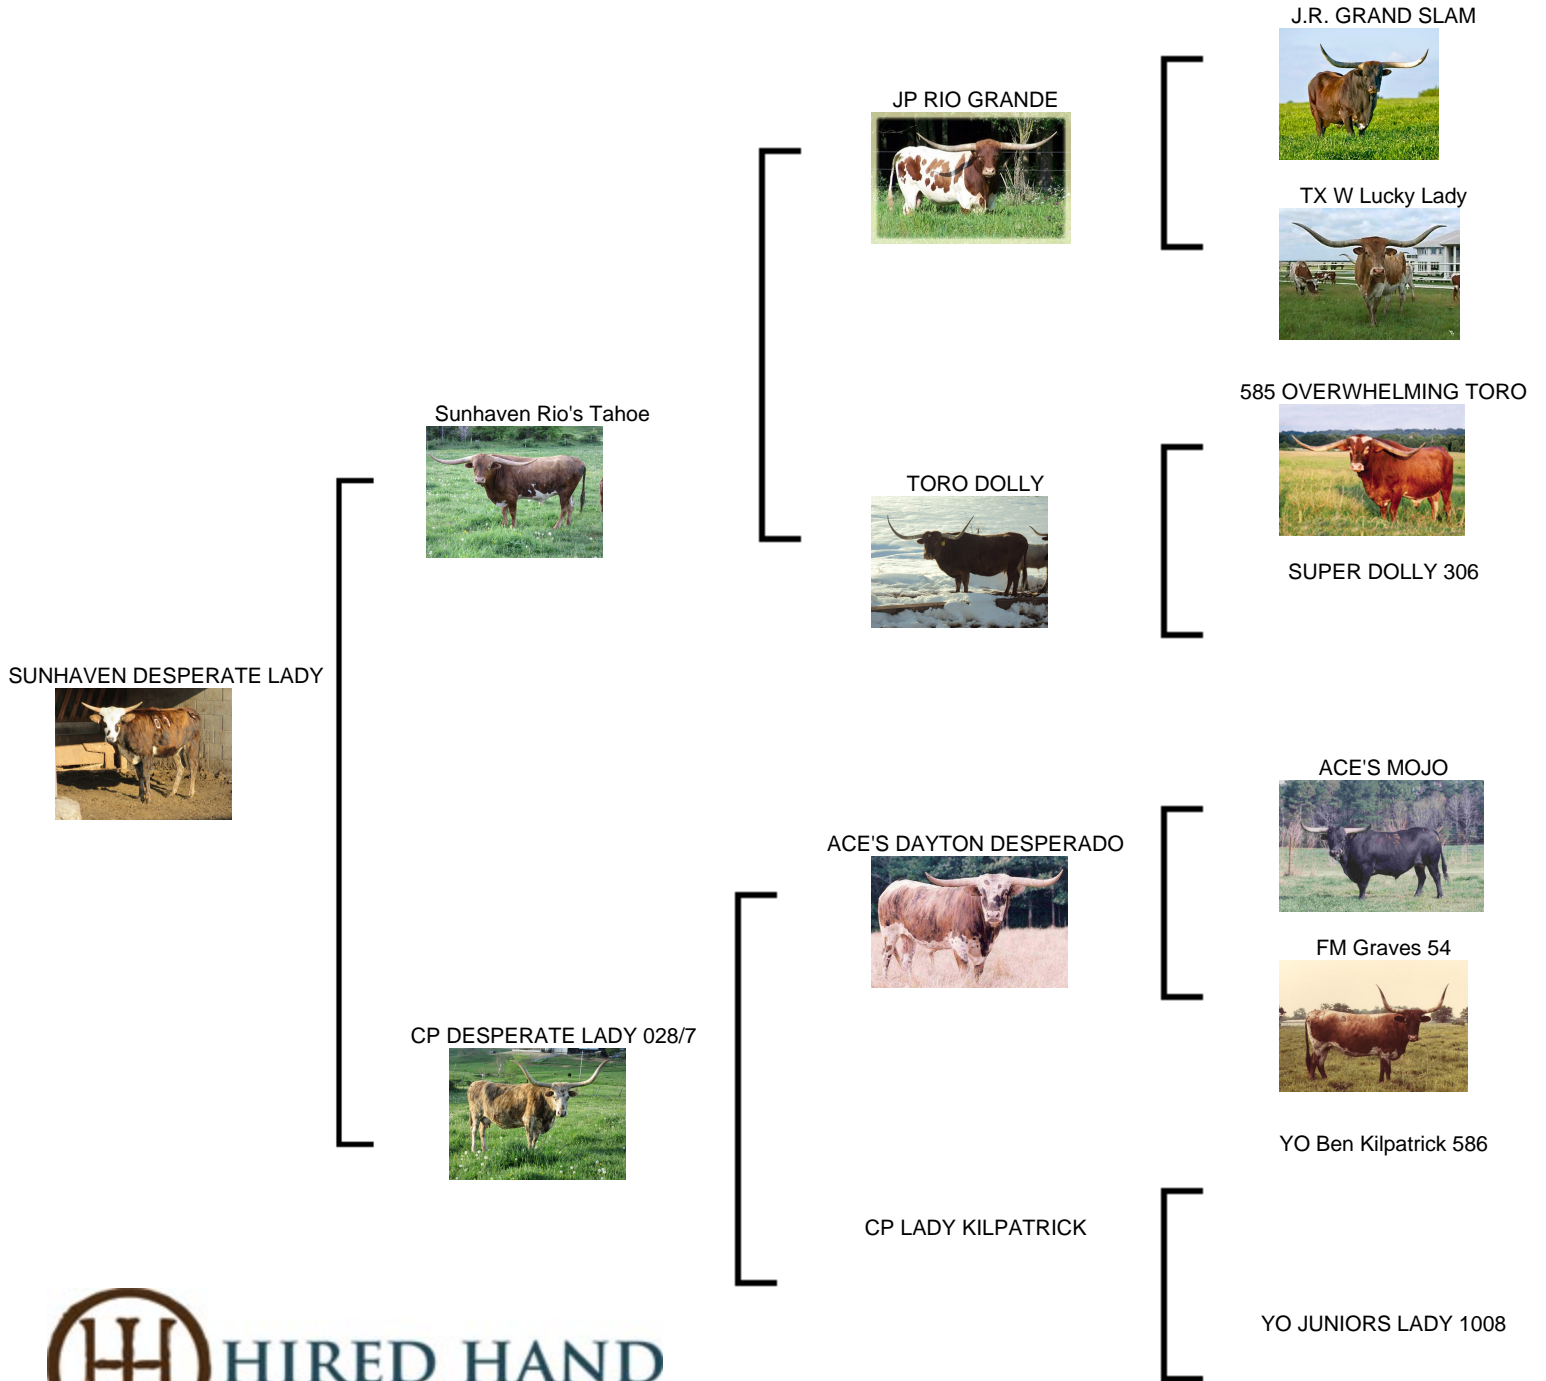 J.R. GRAND SLAM
JP RIO GRANDE
TX W Lucky Lady
585 OVERWHELMING TORO
Sunhaven Rio's Tahoe
TORO DOLLY
SUPER DOLLY 306
SUNHAVEN DESPERATE LADY
ACE'S MOJO
ACE'S DAYTON DESPERADO
FM Graves 54
CP DESPERATE LADY 028/7
YO Ben Kilpatrick 586
CP LADY KILPATRICK
YO JUNIORS LADY 1008
HIRED HAND